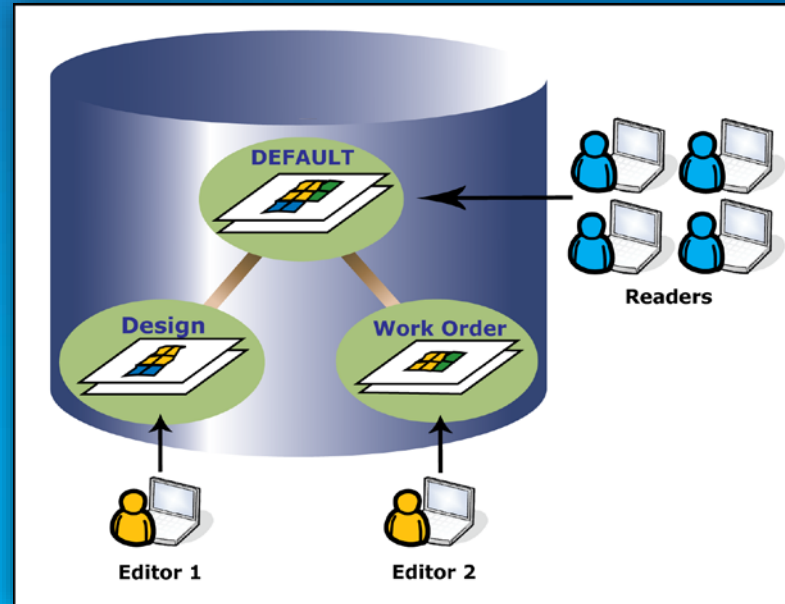 DEFAULT
Readers
Design
Work Order
Editor 1
Editor 2